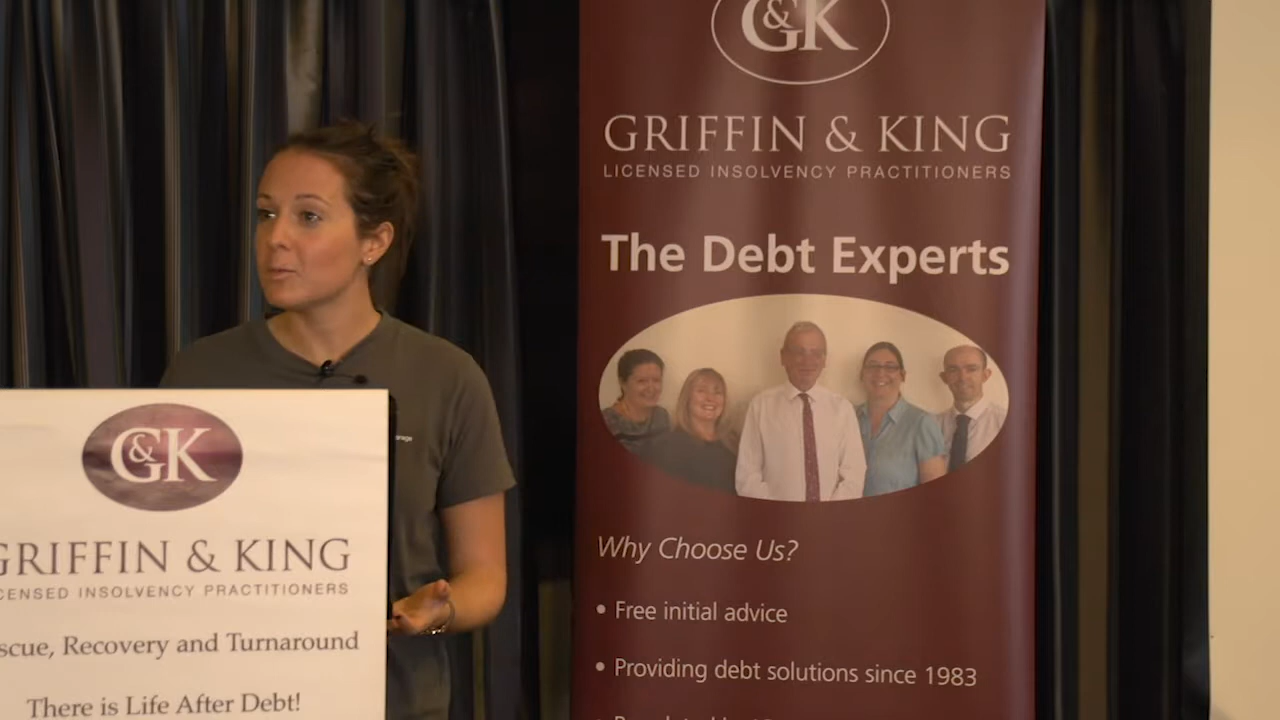 G&K
GRIFFIN & KING
LICENSED INSOLVENCY PRACTITIONERS
The Debt Experts
Why Choose Us?
• Free initial advice
• Providing debt solutions since 1983
G&K
GRIFFIN & KING
CENSED INSOLVENCY PRACTITIONERS
scue, Recovery and Turnaround
There is Life After Debt!